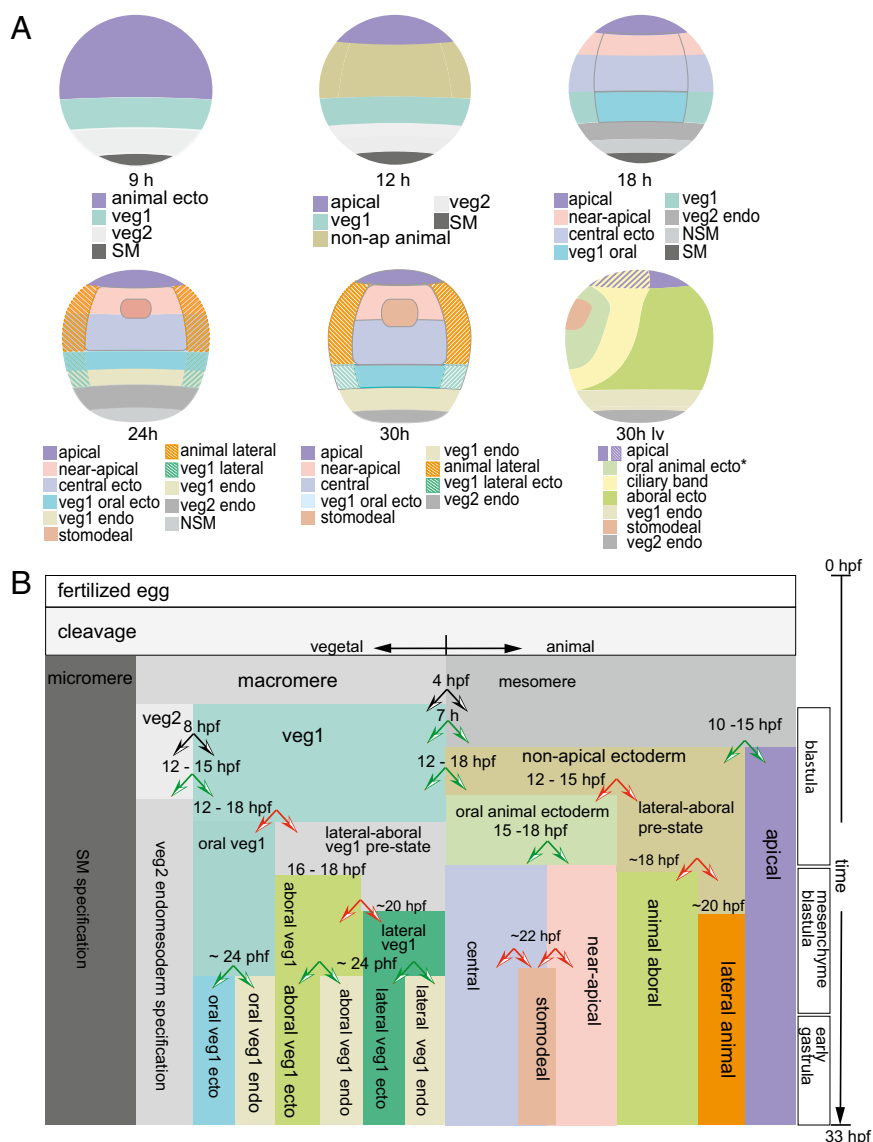 A
9 h
animal ecto
veg1
veg2
SM
12 h
apical
veg1
non-ap animal
veg2
SM
18 h
apical
near-apical
central ecto
veg1 oral
veg1
veg2 endo
NSM
SM
24h
apical
near-apical
central ecto
veg1 oral ecto
veg1 endo
stomodeal
animal lateral
veg1 lateral
veg1 endo
veg2 endo
NSM
30h
apical
near-apical
central
veg1 oral ecto
stomodeal
veg1 endo
animal lateral
veg1 lateral ecto
veg2 endo
30h lv
apical
oral animal ecto*
ciliary band
aboral ecto
veg1 endo
stomodeal
veg2 endo
B
0 hpf
fertilized egg
cleavage
vegetal
animal
micromere
macromere
4 hpf
mesomere
veg2
8 hpf
veg1
7 h
10 -15 hpf
12 - 15 hpf
12 - 18 hpf
non-apical ectoderm
12 - 15 hpf
12 - 18 hpf
oral animal ectoderm
15 -18 hpf
lateral-aboral
pre-state
oral veg1
lateral-aboral
veg1 pre-state
16 - 18 hpf
~18 hpf
~20 hpf
~20 hpf
SM specification
veg2 endomesoderm specification
aboral veg1
lateral
veg1
~ 24 phf
~ 24 phf
~22 hpf
oral veg1 ecto
oral veg1 endo
aboral veg1 ecto
aboral veg1 endo
lateral veg1 ecto
lateral veg1 endo
central
stomodeal
near-apical
animal aboral
lateral animal
apical
blastula
mesenchyme
blastula
early
gastrula
time
33 hpf